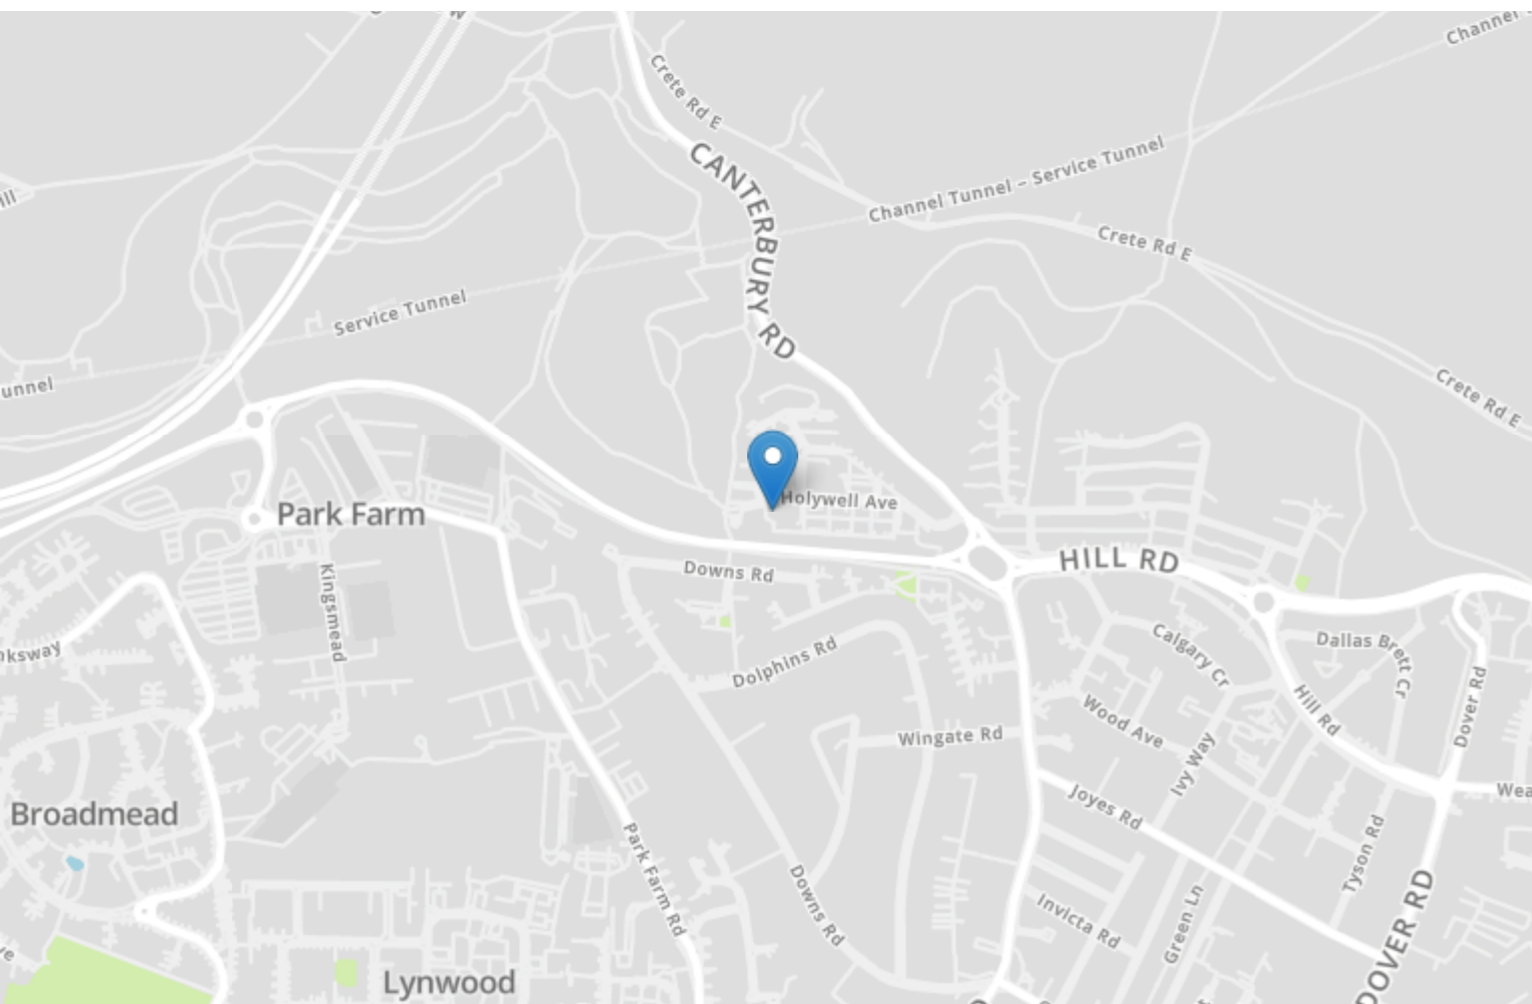 Channel
Crete Rd E
CANTERBURY RD
Channel Tunnel – Service Tunnel
Crete Rd E
Service Tunnel
Crete Rd E
Holywell Ave
Park Farm
HILL RD
Downs Rd
Kingsmead
Dolphins Rd
Calgary Cr
Dallas Brett Cr
Hill Rd
Dover Rd
Wood Ave
Wingate Rd
Ivy Way
Joyes Rd
Broadmead
Park Farm Rd
Tyson Rd
Downs Rd
Invicta Rd
Green Ln
DOVER RD
Lynwood